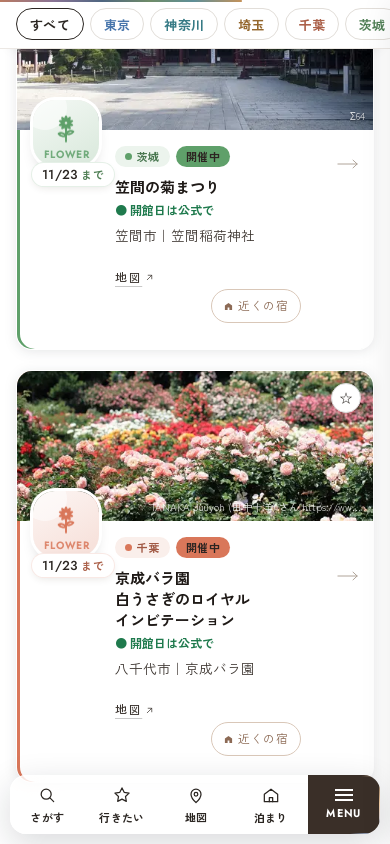 すべて 東京 神奈川 埼玉 千葉 茨城
Σ64
FLOWER
11/23 まで
茨城 開催中
笠間の菊まつり
開館日は公式で
笠間市｜笠間稲荷神社
地図
近くの宿
FLOWER
11/23 まで
千葉 開催中
京成バラ園
白うさぎのロイヤル
インビテーション
開館日は公式で
八千代市｜京成バラ園
地図
近くの宿
さがす 行きたい 地図 泊まり MENU